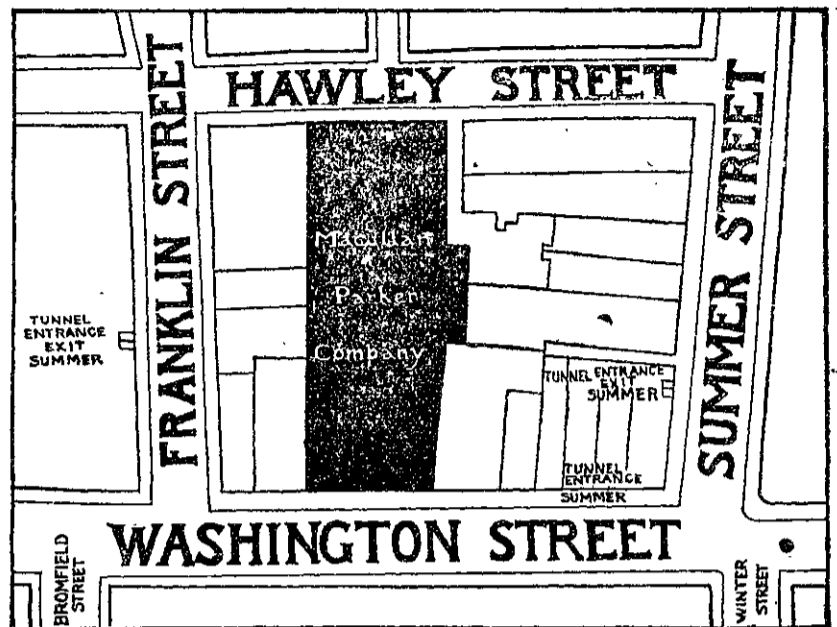 HAWLEY STREET
FRANKLIN STREET
SUMMER STREET
Macullar
Parker
Company
TUNNEL
ENTRANCE
EXIT
SUMMER
TUNNEL ENTRANCE
EXIT
SUMMER
TUNNEL
ENTRANCE
SUMMER
WASHINGTON STREET
BROMFIELD
STREET
WINTER
STREET